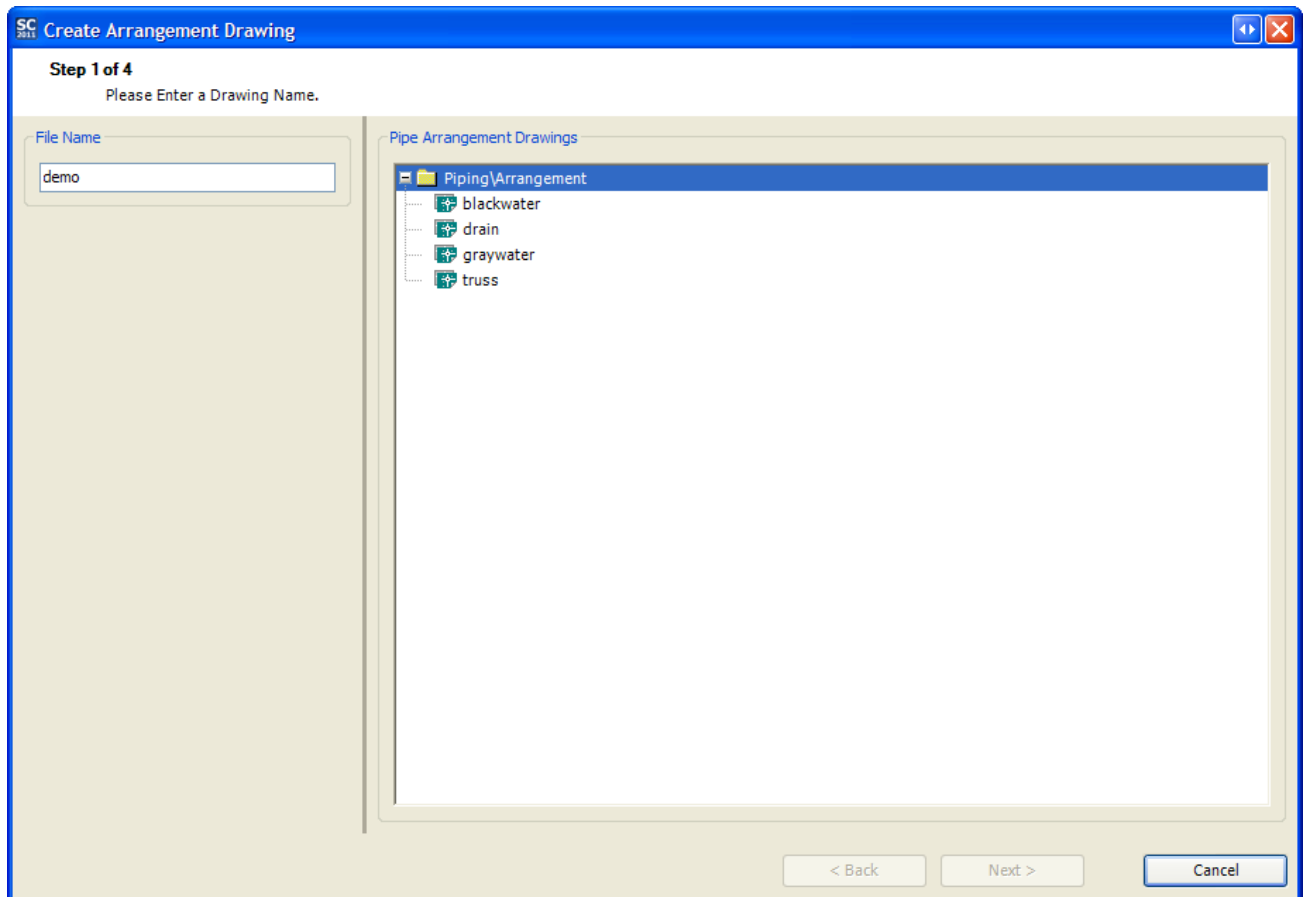 SC
2011
Create Arrangement Drawing
Step 1 of 4
Please Enter a Drawing Name.
File Name
demo
Pipe Arrangement Drawings
Piping\Arrangement
blackwater
drain
graywater
truss
< Back
Next >
Cancel